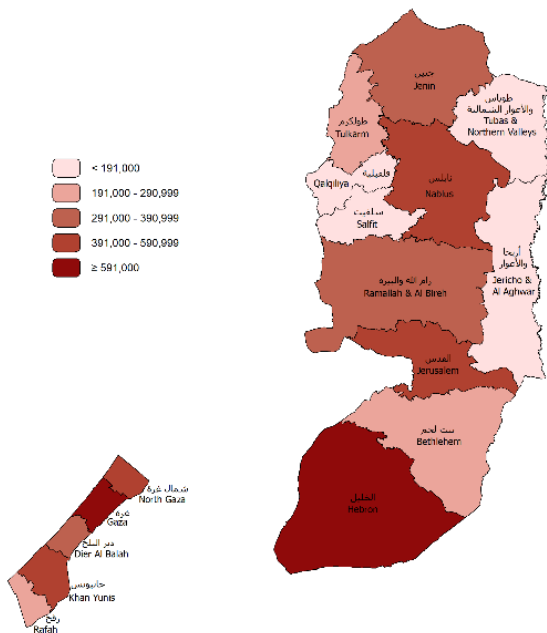 جنين
Jenin
طوباس
والأغوار الشمالية
Tubas &
Northern Valleys
طولكرم
Tulkarm
نابلس
Nablus
قلقيلية
Qalqiliya
سلفيت
Salfit
أريحا
والأغوار
Jericho &
Al Aghwar
رام الله والبيرة
Ramallah & Al Bireh
القدس
Jerusalem
بيت لحم
Bethlehem
الخليل
Hebron
< 191,000
191,000 - 290,999
291,000 - 390,999
391,000 - 590,999
≥ 591,000
شمال غزة
North Gaza
غزة
Gaza
دير البلح
Dier Al Balah
خانيونس
Khan Yunis
رفح
Rafah